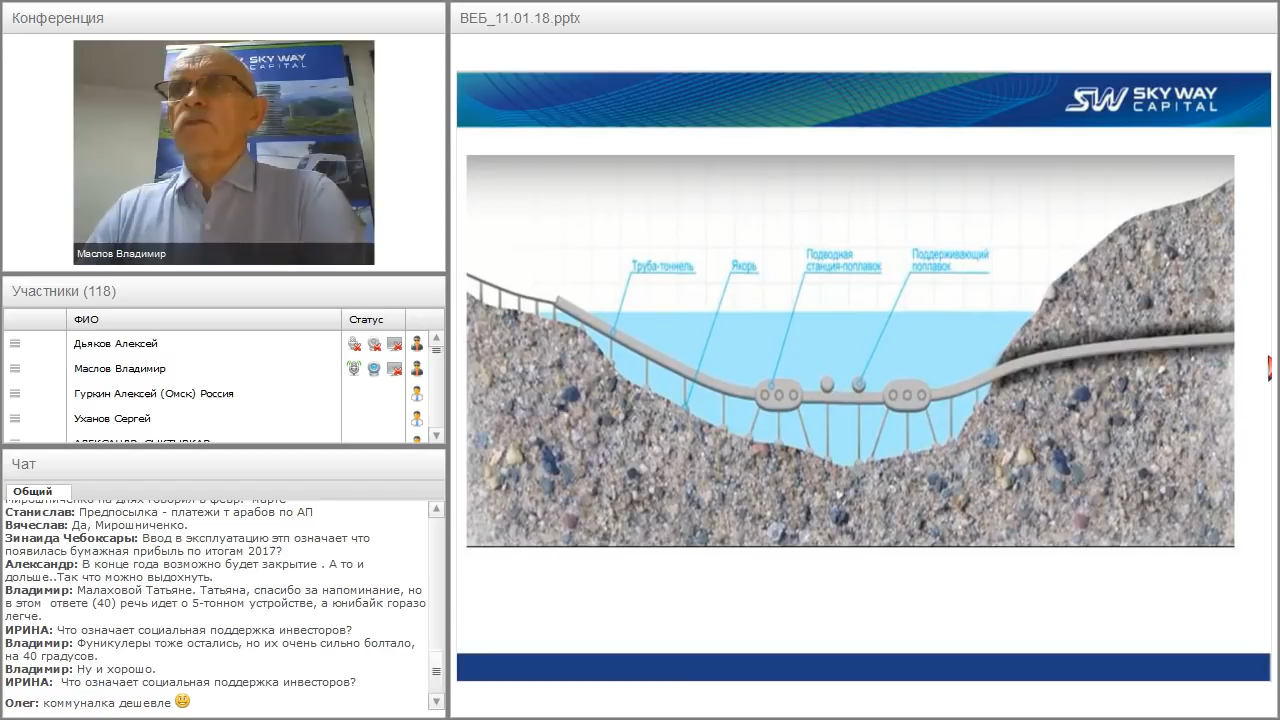 Конференция
SKY WAY
CAPITAL
Маслов Владимир
Участники (118)
ФИО
Статус
Дьяков Алексей
Маслов Владимир
Гуркин Алексей (Омск) Россия
Уханов Сергей
Чат
Общий
Станислав: Предпосылка - платежи т арабов по АП
Вячеслав: Да, Мирошниченко.
Зинаида Чебоксары: Ввод в эксплуатацию этп означает что
появилась бумажная прибыль по итогам 2017?
Александр: В конце года возможно будет закрытие . А то и
дольше..Так что можно выдохнуть.
Владимир: Малаховой Татьяне. Татьяна, спасибо за напоминание, но
в этом ответе (40) речь идет о 5-тонном устройстве, а юнибайк горазо
легче.
ИРИНА: Что означает социальная поддержка инвесторов?
Владимир: Фуникулеры тоже остались, но их очень сильно болтало,
на 40 градусов.
Владимир: Ну и хорошо.
ИРИНА: Что означает социальная поддержка инвесторов?
Олег: коммуналка дешевле
ВЕБ_11.01.18.pptx
SW SKY WAY
CAPITAL
Труба-тоннель
Якорь
Подводная
станция-поплавок
Поддерживающий
поплавок